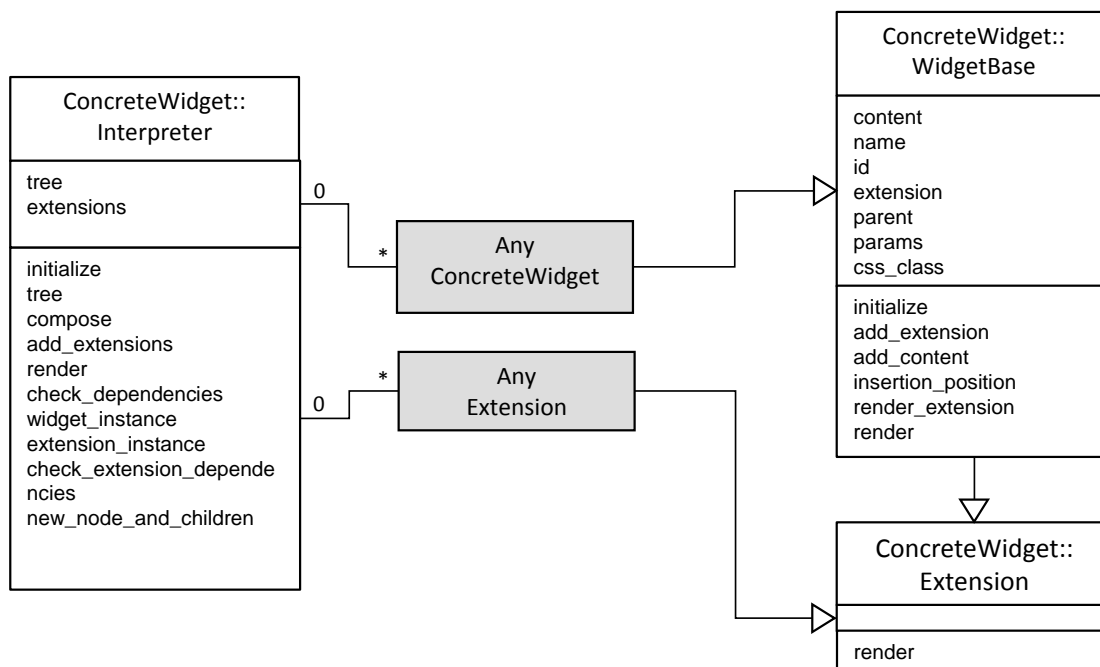 ConcreteWidget::
Interpreter
tree
extensions
initialize
tree
compose
add_extensions
render
check_dependencies
widget_instance
extension_instance
check_extension_depende
ncies
new_node_and_children
0
*
Any
ConcreteWidget
0
*
Any
Extension
ConcreteWidget::
WidgetBase
content
name
id
extension
parent
params
css_class
initialize
add_extension
add_content
insertion_position
render_extension
render
ConcreteWidget::
Extension
render